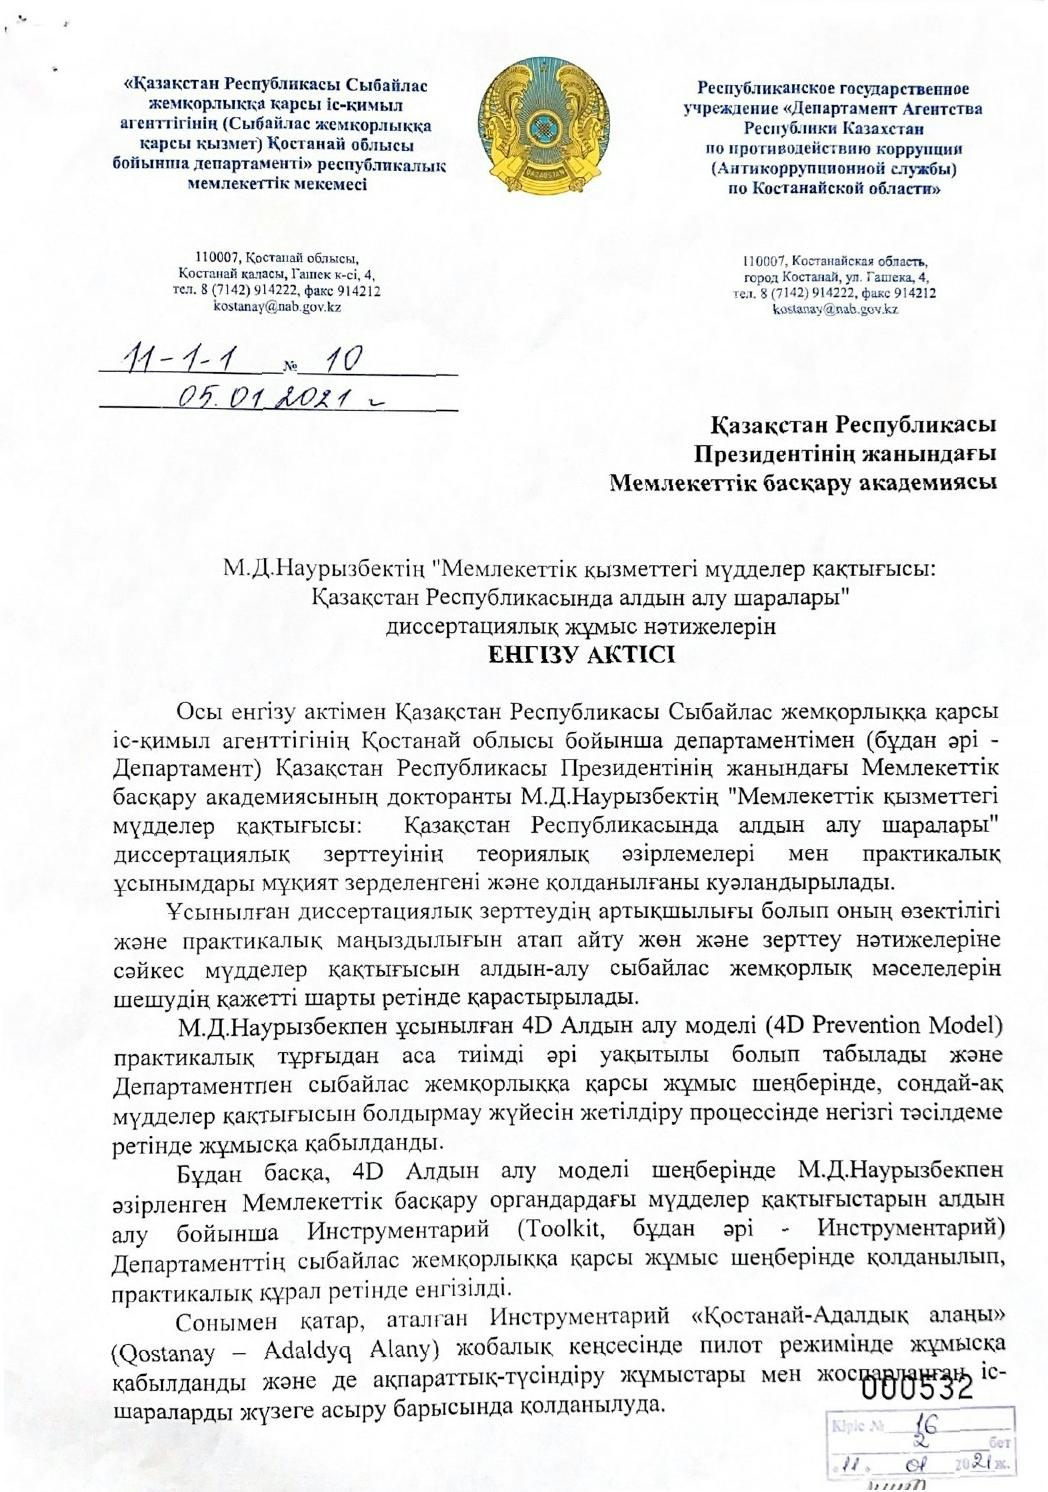 «Қазақстан Республикасы Сыбайлас
жемқорлыққа қарсы іс-қимыл
агенттігінің (Сыбайлас жемқорлыққа
қарсы қызмет) Қостанай облысы
бойынша департаменті» республикалық
мемлекеттік мекемесі
QAZAQSTAN
Республиканское государственное
учреждение «Департамент Агентства
Республики Казахстан
по противодействию коррупции
(Антикоррупционной службы)
по Костанайской области»
110007, Қостанай облысы,
Қостанай қаласы, Гашек к-сі, 4,
тел. 8 (7142) 914222, факс 914212
kostanay@nab.gov.kz
110007, Костанайская область,
город Костанай, ул. Гашека, 4,
тел. 8 (7142) 914222, факс 914212
kostanay@nab.gov.kz
11-1-1 № 10
05.01.2021 г
Қазақстан Республикасы
Президентінің жанындағы
Мемлекеттік басқару академиясы
М.Д.Наурызбектің "Мемлекеттік қызметтегі мүдделер қақтығысы:
Қазақстан Республикасында алдын алу шаралары"
диссертациялық жұмыс нәтижелерін
ЕНГІЗУ АКТІСІ
Осы енгізу актімен Қазақстан Республикасы Сыбайлас жемқорлыққа қарсы
іс-қимыл агенттігінің Қостанай облысы бойынша департаментімен (бұдан әрі -
Департамент) Қазақстан Республикасы Президентінің жанындағы Мемлекеттік
басқару академиясының докторанты М.Д.Наурызбектің "Мемлекеттік қызметтегі
мүдделер қақтығысы: Қазақстан Республикасында алдын алу шаралары"
диссертациялық зерттеуінің теориялық әзірлемелері мен практикалық
ұсынымдары мұқият зерделенгені және қолданылғаны куәландырылады.
Ұсынылған диссертациялық зерттеудің артықшылығы болып оның өзектілігі
және практикалық маңыздылығын атап айту жөн және зерттеу нәтижелеріне
сәйкес мүдделер қақтығысын алдын-алу сыбайлас жемқорлық мәселелерін
шешудің қажетті шарты ретінде қарастырылады.
М.Д.Наурызбекпен ұсынылған 4D Алдын алу моделі (4D Prevention Model)
практикалық тұрғыдан аса тиімді әрі уақытылы болып табылады және
Департаментпен сыбайлас жемқорлыққа қарсы жұмыс шеңберінде, сондай-ақ
мүдделер қақтығысын болдырмау жүйесін жетілдіру процессінде негізгі тәсілдеме
ретінде жұмысқа қабылданды.
Бұдан басқа, 4D Алдын алу моделі шеңберінде М.Д.Наурызбекпен
әзірленген Мемлекеттік басқару органдардағы мүдделер қақтығыстарын алдын
алу бойынша Инструментарий (Toolkit, бұдан әрі - Инструментарий)
Департаменттің сыбайлас жемқорлыққа қарсы жұмыс шеңберінде қолданылып,
практикалық құрал ретінде енгізілді.
Сонымен қатар, аталған Инструментарий «Қостанай-Адалдық алаңы»
(Qostanay – Adaldyq Alany) жобалық кеңсесінде пилот режимінде жұмысқа
қабылданды және де ақпараттық-түсіндіру жұмыстары мен жоспарланған іс-
шараларды жүзеге асыру барысында қолданылуда.
000532
Кіріс № 16
2 бет
11. 01 2021 ж.